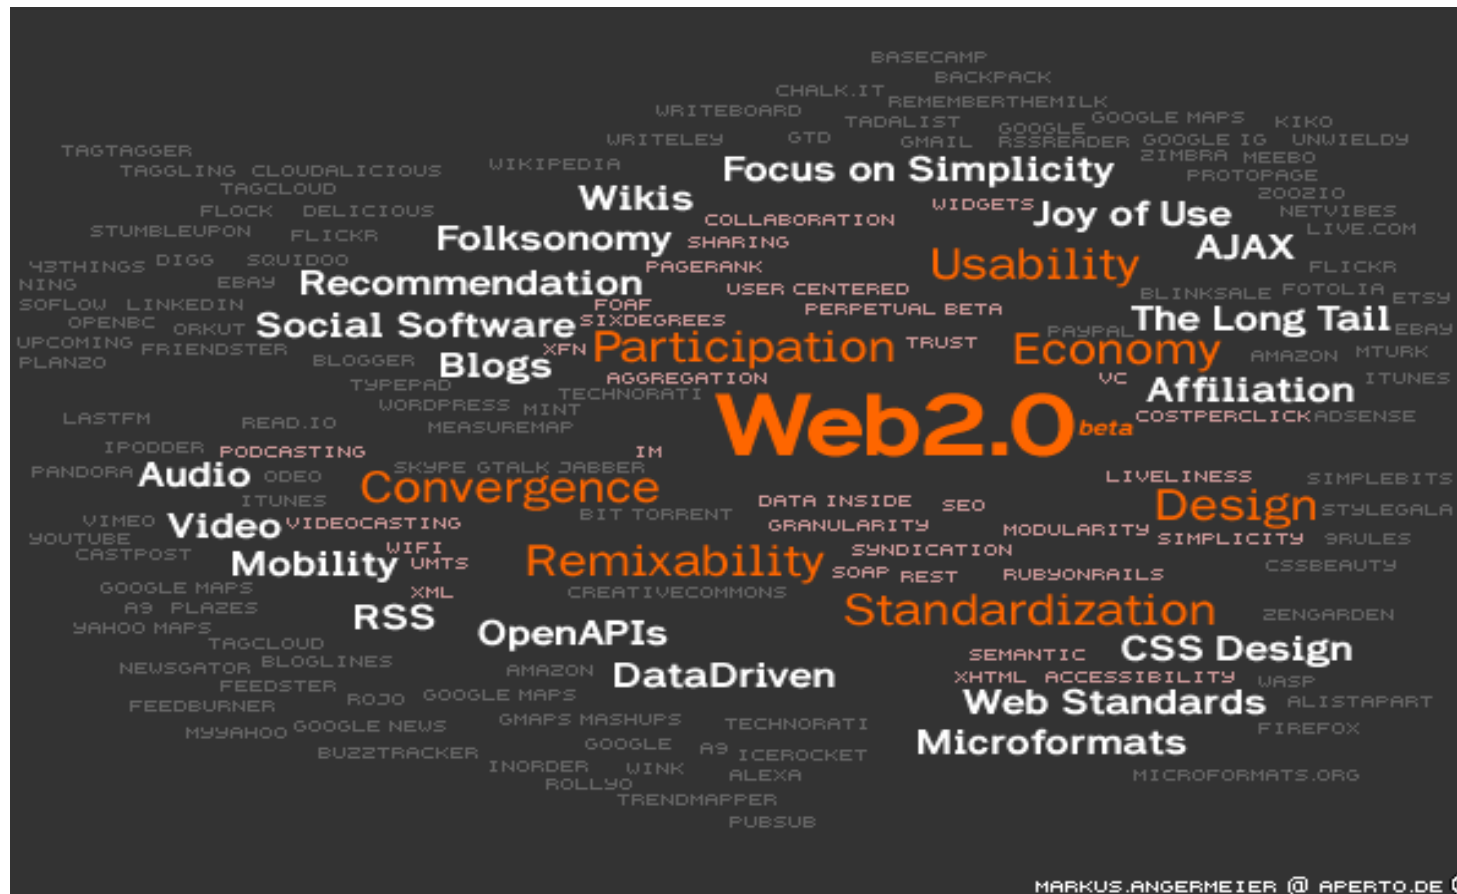 BASECAMP
BACKPACK
CHALK.IT
REMEMBERTHEMILK
WRITEBOARD
TADALIST
GOOGLE MAPS
KIKO
WRITELEY
GTD
GMAIL
GOOGLE
RSSREADER
GOOGLE IG
UNWIELDY
TAGTAGGER
WIKIPEDIA
Focus on Simplicity
ZIMBRA
MEEBO
TAGGLING
CLOUDALICIOUS
PROTOPAGE
TAGCLOUD
Wikis
ZOOZIO
FLOCK
DELICIOUS
COLLABORATION
WIDGETS
Joy of Use
NETVIBES
STUMBLEUPON
FLICKR
Folksonomy
SHARING
AJAX
LIVE.COM
43THINGS
DIGG
SQUIDOO
PAGERANK
Usability
FLICKR
NING
EBAY
Recommendation
USER CENTERED
BLINKSALE
FOTOLIA
ETSY
SOFLOW
LINKEDIN
FOAF
PERPETUAL BETA
OPENBC
ORKUT
Social Software
SIXDEGREES
PAYPAL
The Long Tail
EBAY
UPCOMING
FRIENDSTER
XFN
Participation
TRUST
Economy
AMAZON
MTURK
PLANZO
BLOGGER
Blogs
AGGREGATION
VC
Affiliation
ITUNES
TYPEPAD
TECHNORATI
WORDPRESS
MINT
LASTFM
READ.IO
MEASUREMAP
Web2.0
beta
COSTPERCLICK
ADSENSE
IPODDER
PODCASTING
IM
PANDORA
Audio
ODEO
SKYPE GTALK JABBER
LIVELINESS
SIMPLEBITS
ITUNES
Convergence
DATA INSIDE
SEO
Design
STYLEGALA
VIMEO
Video
VIDEOCASTING
BIT TORRENT
GRANULARITY
MODULARITY
SIMPLICITY
9RULES
YOUTUBE
CASTPOST
WIFI
SYNDICATION
Mobility
UMTS
Remixability
SOAP
REST
RUBYONRAILS
CSSBEAUTY
GOOGLE MAPS
XML
CREATIVECOMMONS
A9
PLAZES
RSS
Standardization
ZENGARDEN
YAHOO MAPS
TAGCLOUD
OpenAPIs
NEWSGATOR
BLOGLINES
SEMANTIC
CSS Design
FEEDSTER
AMAZON
DataDriven
XHTML
ACCESSIBILITY
WASP
FEEDBURNER
ROJO
GOOGLE MAPS
Web Standards
ALISTAPART
MYYAHOO
GOOGLE NEWS
GMAPS MASHUPS
TECHNORATI
FIREFOX
BUZZTRACKER
GOOGLE
A9
ICEROCKET
Microformats
INORDER
WINK
ALEXA
MICROFORMATS.ORG
ROLLYO
TRENDMAPPER
PUBSUB
MARKUS.ANGERMEIER @ APERTO.DE